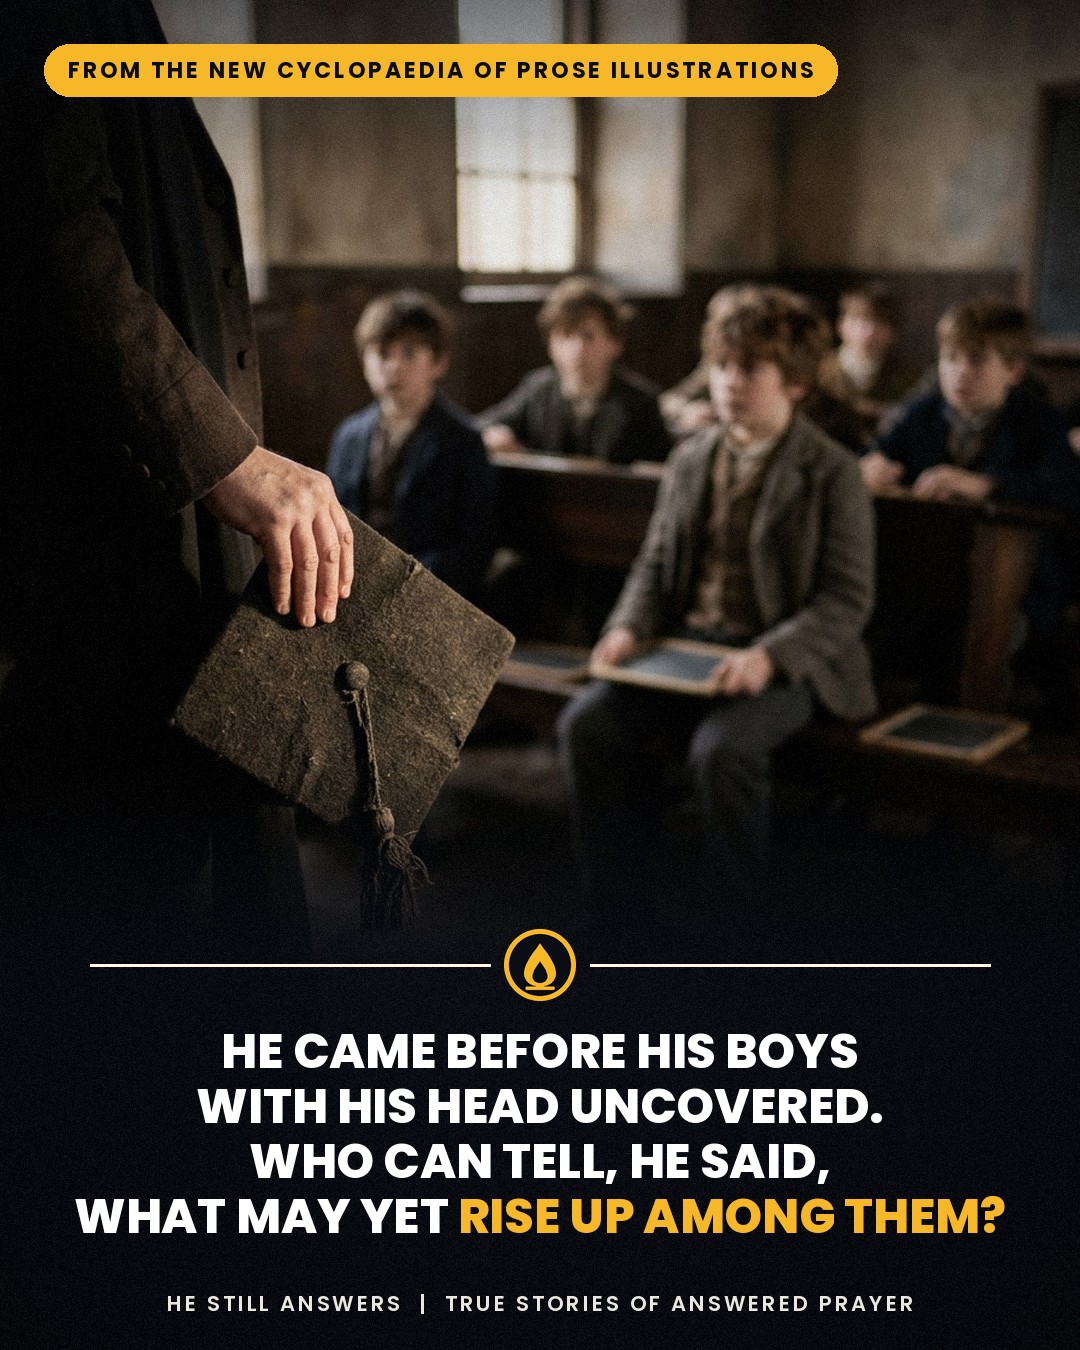 FROM THE NEW CYCLOPAEDIA OF PROSE ILLUSTRATIONS
HE CAME BEFORE HIS BOYS
WITH HIS HEAD UNCOVERED.
WHO CAN TELL, HE SAID,
WHAT MAY YET RISE UP AMONG THEM?
HE STILL ANSWERS | TRUE STORIES OF ANSWERED PRAYER